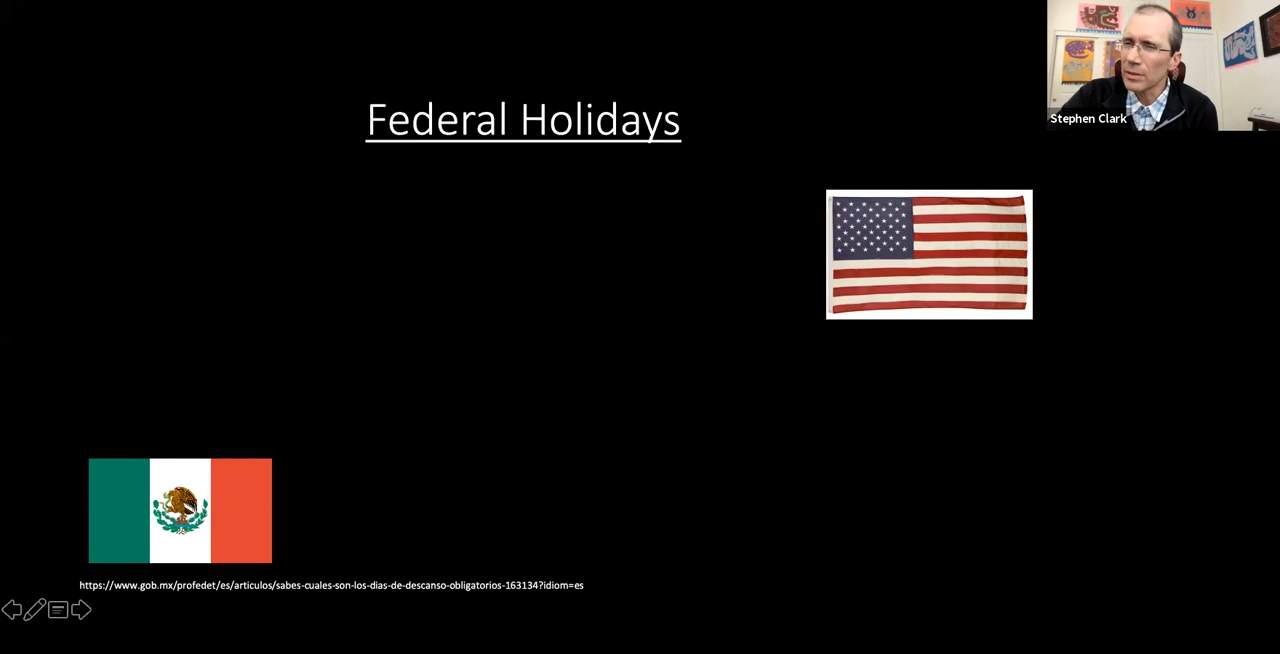 Federal Holidays
Stephen Clark
https://www.gob.mx/profedet/es/articulos/sabes-cuales-son-los-dias-de-descanso-obligatorios-163134?idiom=es